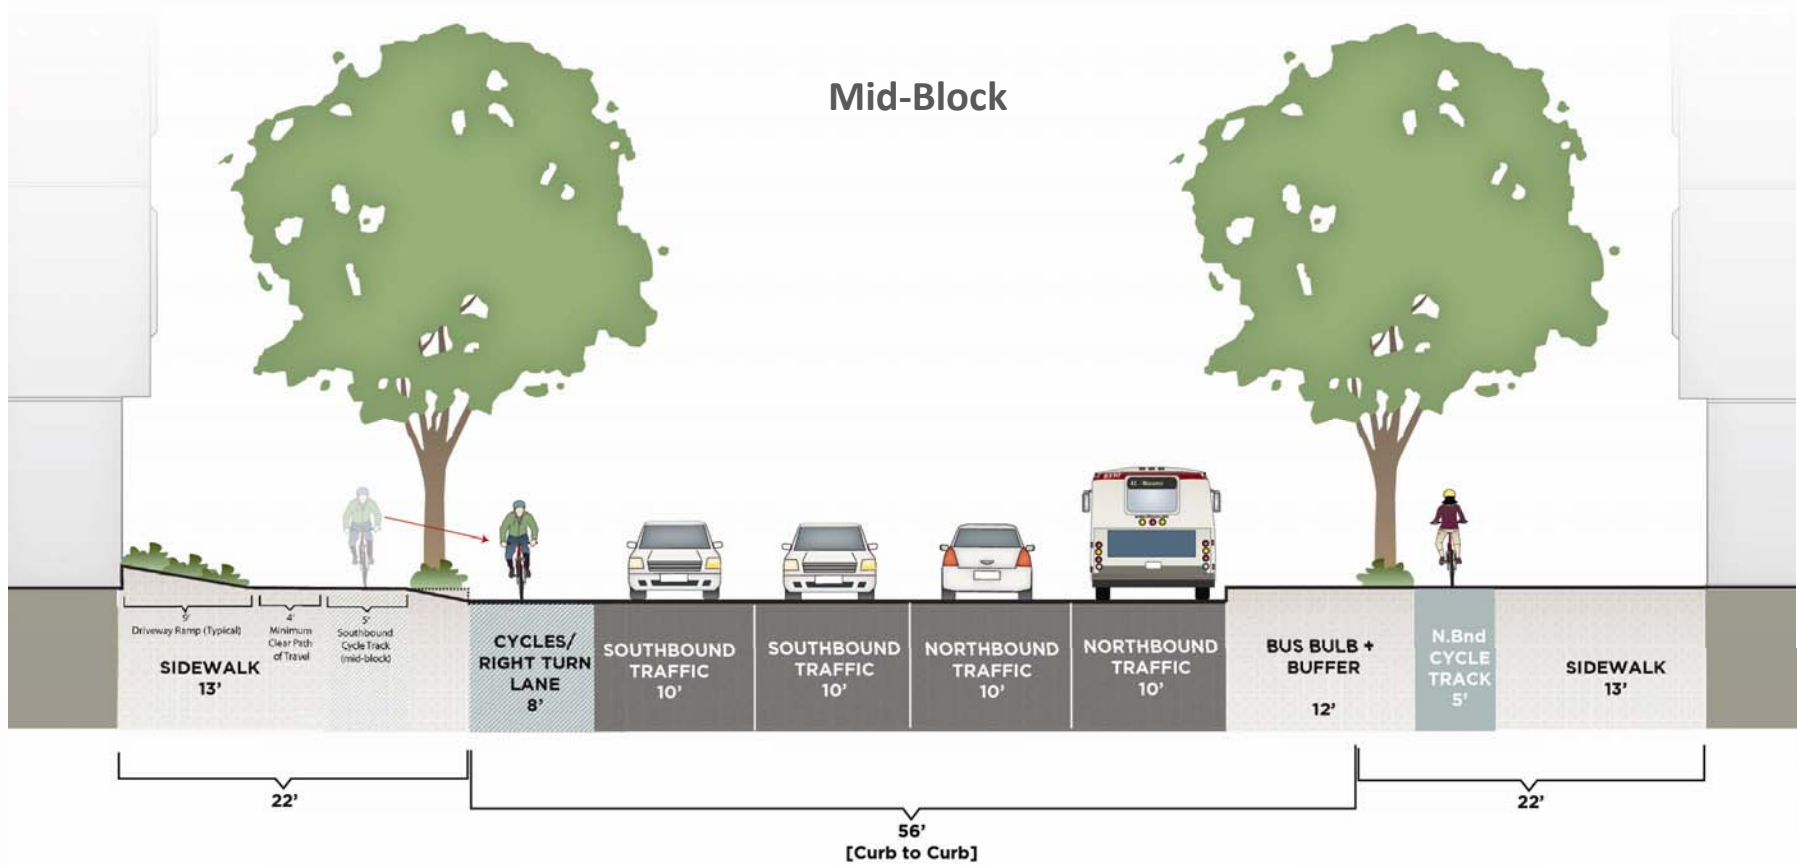 Mid-Block
9'
Driveway Ramp (Typical)
4'
Minimum
Clear Path
of Travel
5'
Southbound
Cycle Track
(mid-block)
SIDEWALK
13'
CYCLES/
RIGHT TURN
LANE
8'
SOUTHBOUND
TRAFFIC
10'
SOUTHBOUND
TRAFFIC
10'
NORTHBOUND
TRAFFIC
10'
NORTHBOUND
TRAFFIC
10'
BUS BULB +
BUFFER
12'
N.Bnd
CYCLE
TRACK
5'
SIDEWALK
13'
22'
56'
[Curb to Curb]
22'